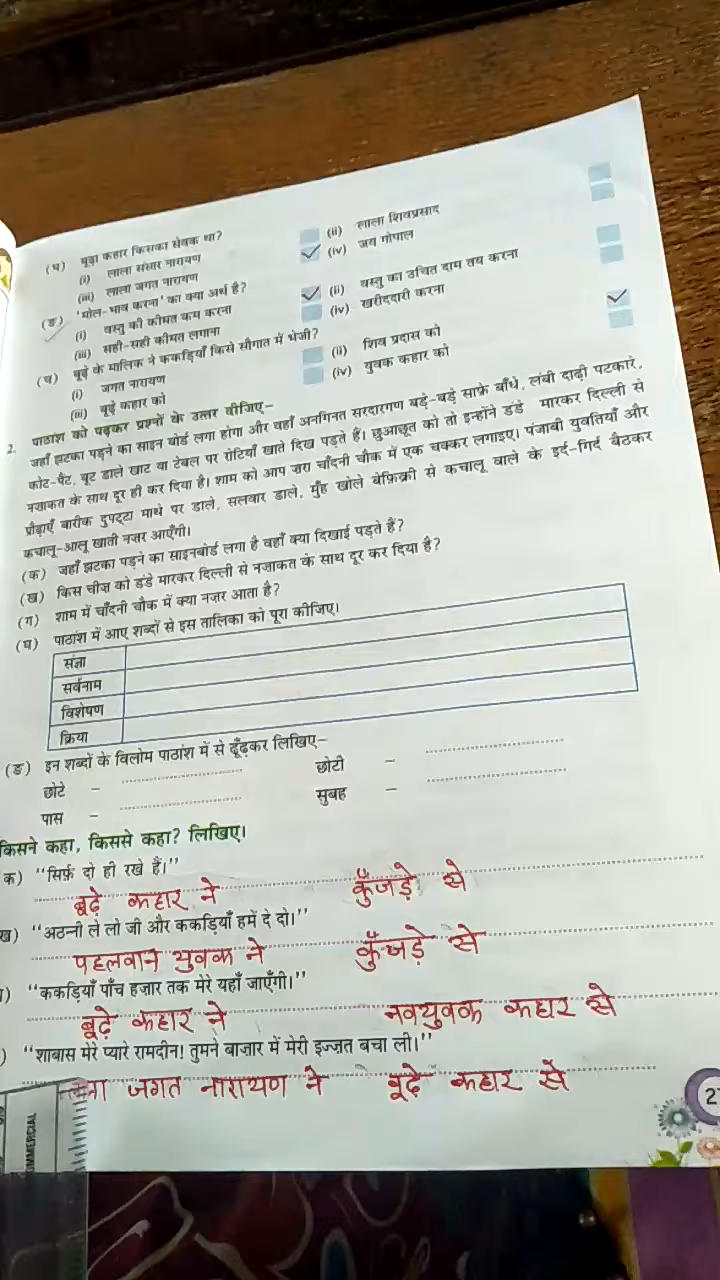 (घ) बूढ़ा कहार किसका सेवक था?
(i) लाला संसार नारायण (ii) लाला शिवप्रसाद
(iii) लाला जगत नारायण (iv) जय गोपाल
(ङ) 'मोल-भाव करना' का क्या अर्थ है?
(i) वस्तु की कीमत कम करना (ii) वस्तु का उचित दाम तय करना
(iii) सही-सही कीमत लगाना (iv) खरीददारी करना
(च) बूढ़े के मालिक ने ककड़ियाँ किसे सौगात में भेजी?
(i) जगत नारायण (ii) शिव प्रदास को
(iii) बूढ़े कहार को (iv) युवक कहार को
2. पाठांश को पढ़कर प्रश्नों के उत्तर दीजिए–
जहाँ झटका पड़ने का साइन बोर्ड लगा होगा और वहाँ अनगिनत सरदारगण बड़े-बड़े साफ़े बाँधे, लंबी दाढ़ी पटकारे,
कोट-पैंट, बूट डाले खाट या टेबल पर रोटियाँ खाते दिख पड़ते हैं। छुआछूत को तो इन्होंने डंडे मारकर दिल्ली से
नज़ाकत के साथ दूर ही कर दिया है। शाम को आप ज़रा चाँदनी चौक में एक चक्कर लगाइए। पंजाबी युवतियाँ और
प्रौढ़ाएँ बारीक दुपट्टा माथे पर डाले, सलवार डाले, मुँह खोले बेफ़िक्री से कचालू वाले के इर्द-गिर्द बैठकर
कचालू-आलू खाती नज़र आएँगी।
(क) जहाँ झटका पड़ने का साइनबोर्ड लगा है वहाँ क्या दिखाई पड़ते हैं?
(ख) किस चीज़ को डंडे मारकर दिल्ली से नज़ाकत के साथ दूर कर दिया है?
(ग) शाम में चाँदनी चौक में क्या नज़र आता है?
(घ) पाठांश में आए शब्दों से इस तालिका को पूरा कीजिए।
संज्ञा
सर्वनाम
विशेषण
क्रिया
(ङ) इन शब्दों के विलोम पाठांश में से ढूँढ़कर लिखिए–
छोटे – छोटी –
पास – सुबह –
किसने कहा, किससे कहा? लिखिए।
क) "सिर्फ़ दो ही रखे हैं।"
बूढ़े कहार ने कुँजड़े से
ख) "अठन्नी ले लो जी और ककड़ियाँ हमें दे दो।"
पहलवान युवक ने कुँजड़े से
) "ककड़ियाँ पाँच हज़ार तक मेरे यहाँ जाएँगी।"
बूढ़े कहार ने नवयुवक कहार से
) "शाबास मेरे प्यारे रामदीन! तुमने बाज़ार में मेरी इज्ज़त बचा ली।"
जगत नारायण ने बूढ़े कहार से
OMMERCIAL